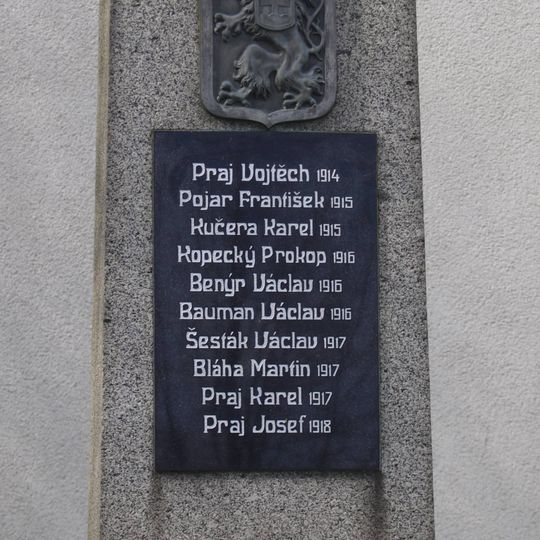 Praj Vojtěch 1914
Pojar František 1915
Kučera Karel 1915
Kopecký Prokop 1916
Benýr Václav 1916
Bauman Václav 1916
Šesták Václav 1917
Bláha Martin 1917
Praj Karel 1917
Praj Josef 1918